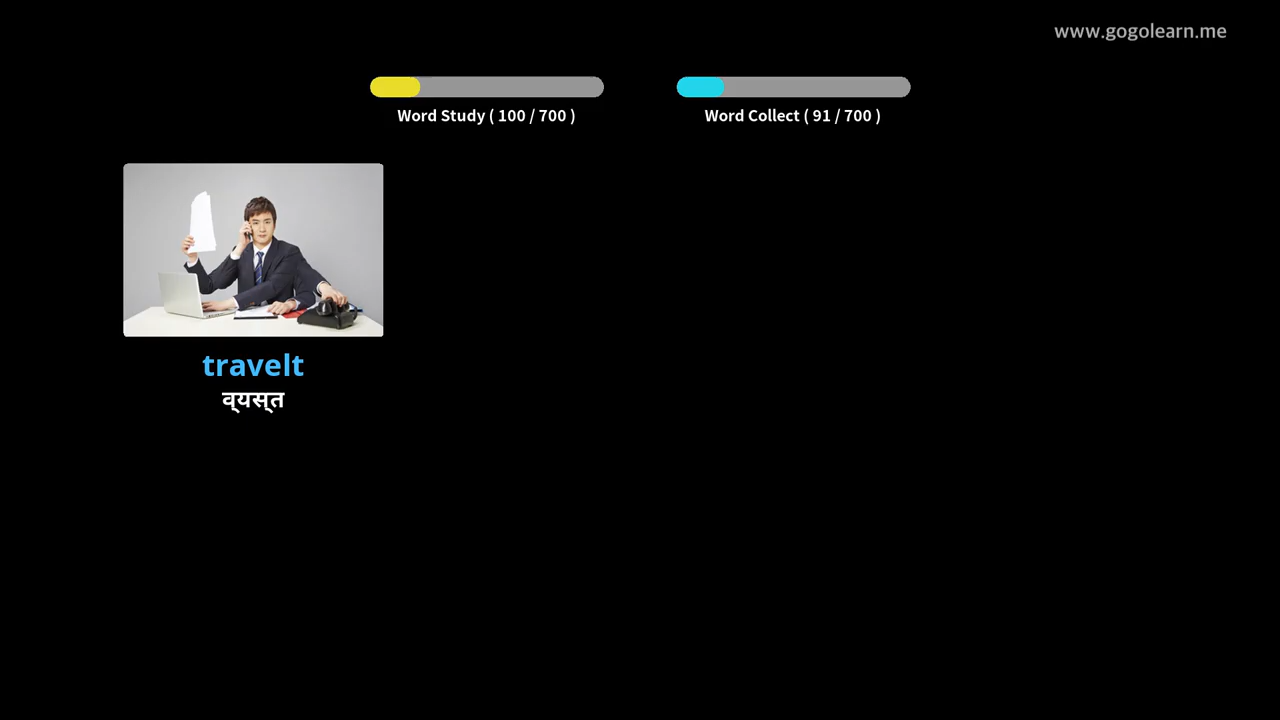 www.gogolearn.me
Word Study ( 100 / 700 )
Word Collect ( 91 / 700 )
travelt
व्यस्त